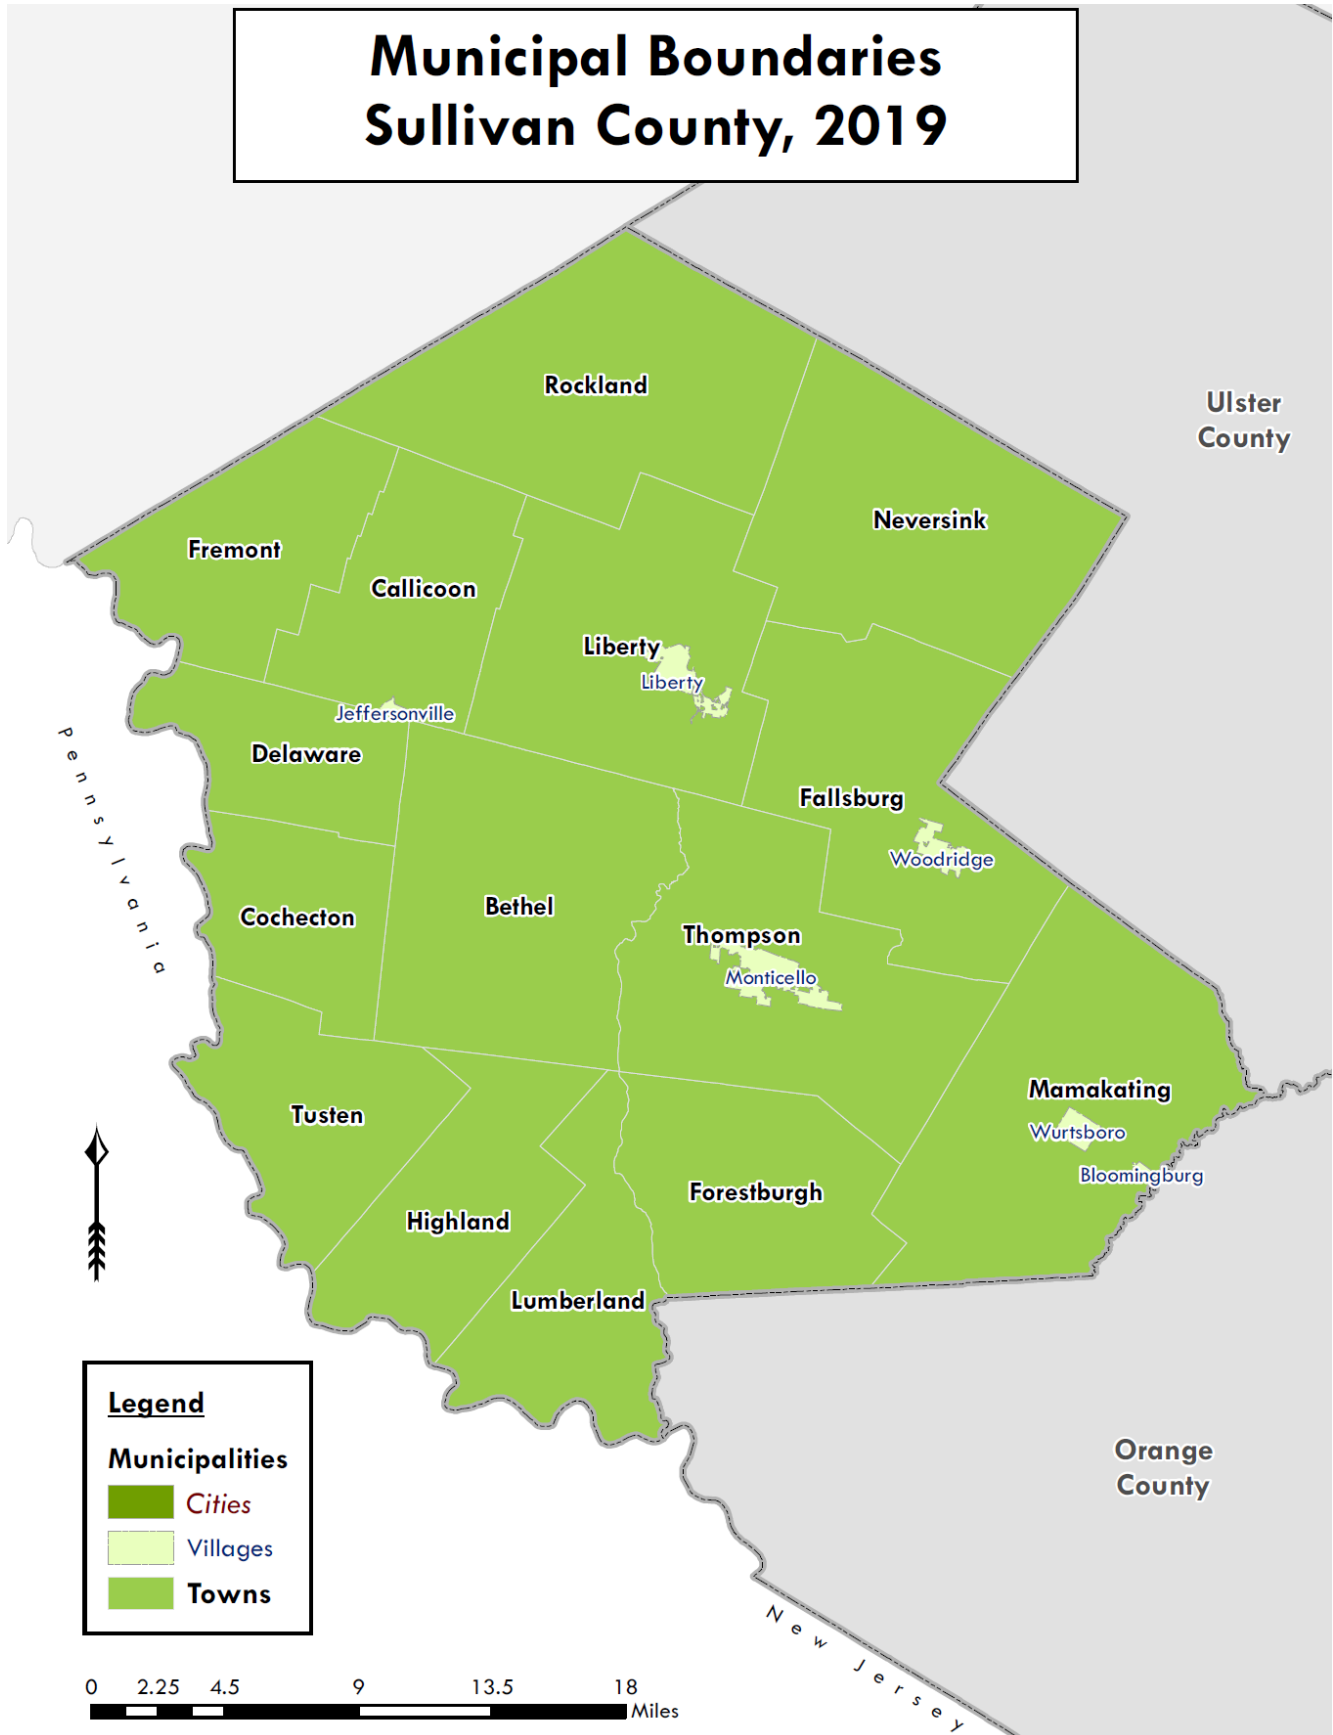 Municipal Boundaries
Sullivan County, 2019
Rockland
Ulster
County
Neversink
Fremont
Callicoon
Liberty
Liberty
Jeffersonville
Delaware
Pennsylvania
Fallsburg
Woodridge
Cochecton
Bethel
Thompson
Monticello
Mamakating
Wurtsboro
Bloomingburg
Tusten
Forestburgh
Highland
Lumberland
Orange
County
Legend
Municipalities
Cities
Villages
Towns
New Jersey
0 2.25 4.5 9 13.5 18
Miles